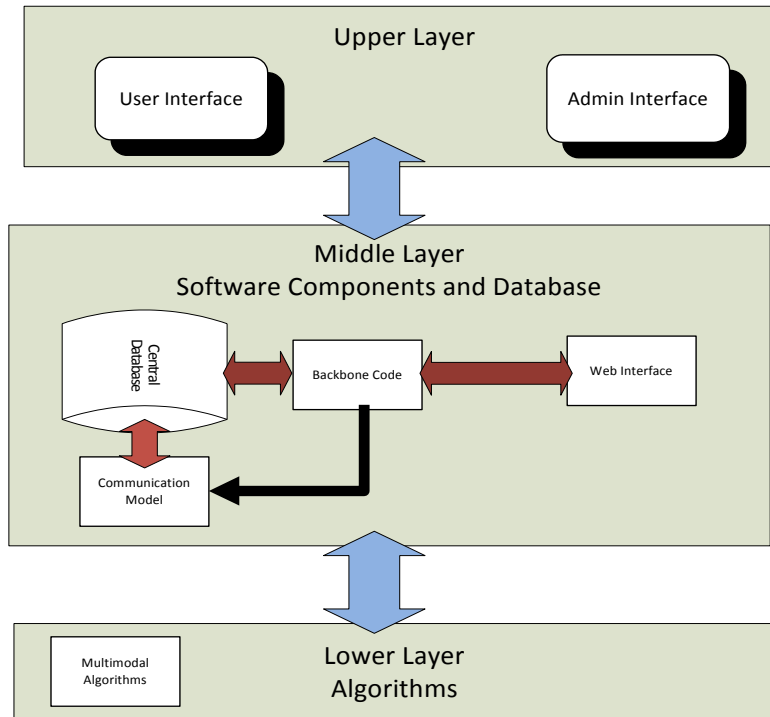 Upper Layer
User Interface
Admin Interface
Middle Layer
Software Components and Database
Central
Database
Backbone Code
Web Interface
Communication
Model
Lower Layer
Algorithms
Multimodal
Algorithms